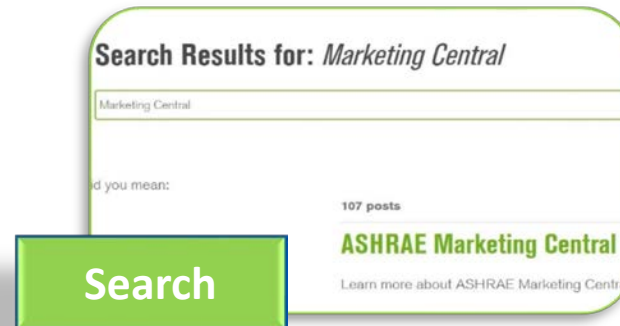 Search Results for: Marketing Central
Marketing Central
d you mean:
107 posts
ASHRAE Marketing Central
Learn more about ASHRAE Marketing Centr
Search